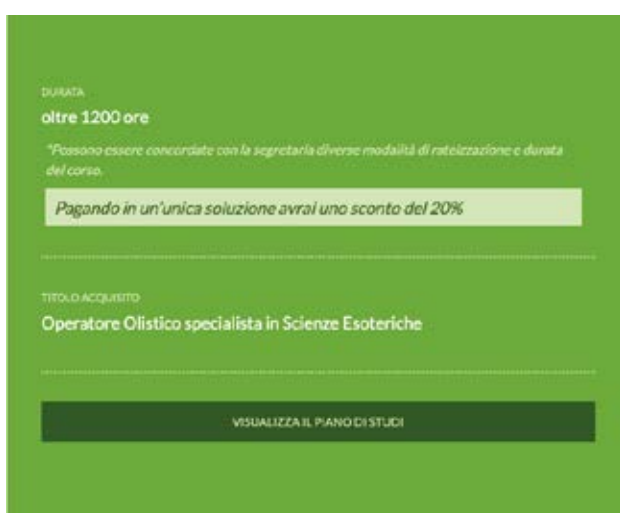 DURATA
oltre 1200 ore
*Possono essere concordate con la segretaria diverse modalità di rateizzazione e durata
del corso.
Pagando in un'unica soluzione avrai uno sconto del 20%
TITOLO ACQUISITO
Operatore Olistico specialista in Scienze Esoteriche
VISUALIZZA IL PIANO DI STUDI